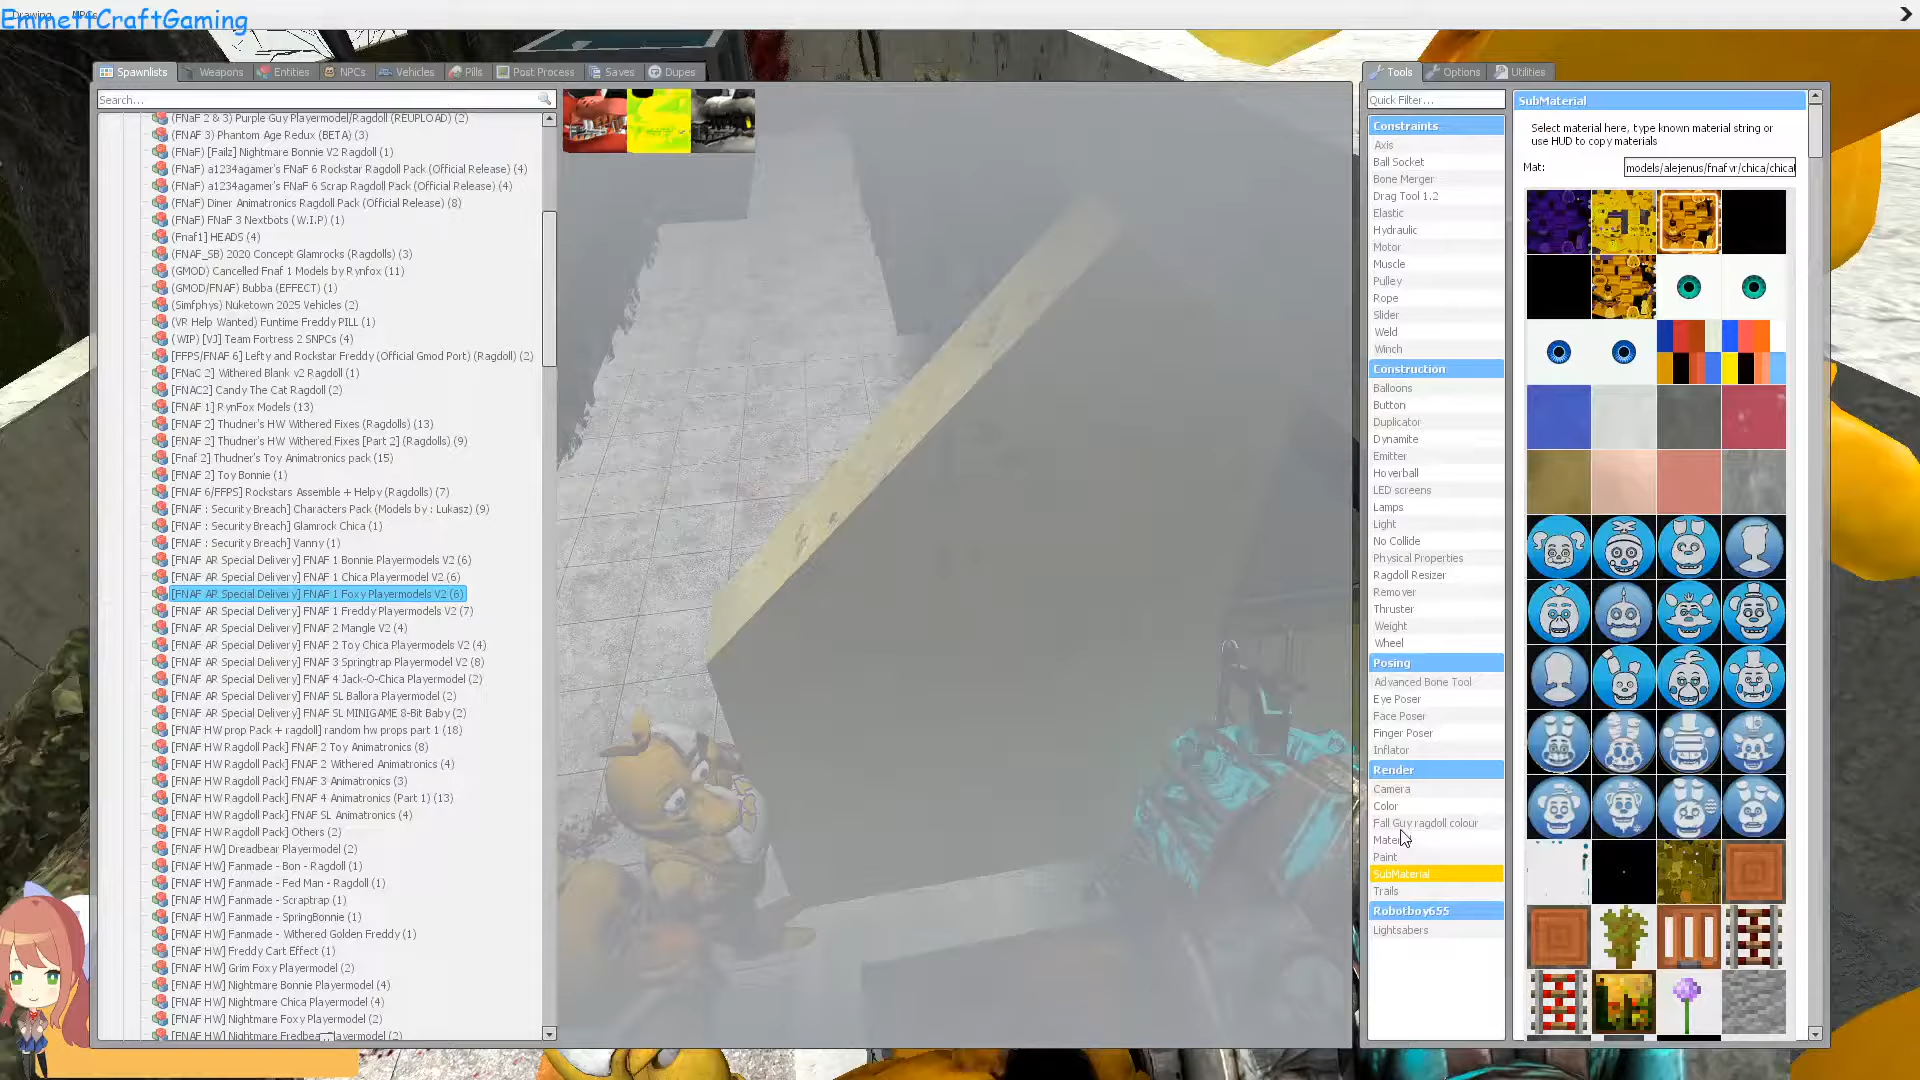 Drawing NPCs
EmmettCraftGaming
Spawnlists Weapons Entities NPCs Vehicles Pills Post Process Saves Dupes
Search...
(FNaF 2 & 3) Purple Guy Playermodel/Ragdoll (REUPLOAD) (2)
(FNAF 3) Phantom Age Redux (BETA) (3)
(FNaF) [Failz] Nightmare Bonnie V2 Ragdoll (1)
(FNaF) a1234agamer's FNAF 6 Rockstar Ragdoll Pack (Official Release) (4)
(FNaF) a1234agamer's FNAF 6 Scrap Ragdoll Pack (Official Release) (4)
(FNaF) Diner Animatronics Ragdoll Pack (Official Release) (8)
(FNaF) FNaF 3 Nextbots (W.I.P) (1)
(Fnaf1] HEADS (4)
(FNAF_SB) 2020 Concept Glamrocks (Ragdolls) (3)
(GMOD) Cancelled Fnaf 1 Models by Rynfox (11)
(GMOD/FNAF) Bubba (EFFECT) (1)
(Simfphys) Nuketown 2025 Vehicles (2)
(VR Help Wanted) Funtime Freddy PILL (1)
(WIP) [VJ] Team Fortress 2 SNPCs (4)
[FFPS/FNAF 6] Lefty and Rockstar Freddy (Official Gmod Port) (Ragdoll) (2)
[FNaC 2] Withered Blank v2 Ragdoll (1)
[FNAC2] Candy The Cat Ragdoll (2)
[FNAF 1] RynFox Models (13)
[FNAF 2] Thudner's HW Withered Fixes (Ragdolls) (13)
[FNAF 2] Thudner's HW Withered Fixes [Part 2] (Ragdolls) (9)
[Fnaf 2] Thudner's Toy Animatronics pack (15)
[FNAF 2] Toy Bonnie (1)
[FNAF 6/FFPS] Rockstars Assemble + Helpy (Ragdolls) (7)
[FNAF : Security Breach] Characters Pack (Models by : Lukasz) (9)
[FNAF : Security Breach] Glamrock Chica (1)
[FNAF : Security Breach] Vanny (1)
[FNAF AR Special Delivery] FNAF 1 Bonnie Playermodels V2 (6)
[FNAF AR Special Delivery] FNAF 1 Chica Playermodel V2 (6)
[FNAF AR Special Delivery] FNAF 1 Foxy Playermodels V2 (6)
[FNAF AR Special Delivery] FNAF 1 Freddy Playermodels V2 (7)
[FNAF AR Special Delivery] FNAF 2 Mangle V2 (4)
[FNAF AR Special Delivery] FNAF 2 Toy Chica Playermodels V2 (4)
[FNAF AR Special Delivery] FNAF 3 Springtrap Playermodel V2 (8)
[FNAF AR Special Delivery] FNAF 4 Jack-O-Chica Playermodel (2)
[FNAF AR Special Delivery] FNAF SL Ballora Playermodel (2)
[FNAF AR Special Delivery] FNAF SL MINIGAME 8-Bit Baby (2)
[FNAF HW prop Pack + ragdoll] random hw props part 1 (18)
[FNAF HW Ragdoll Pack] FNAF 2 Toy Animatronics (8)
[FNAF HW Ragdoll Pack] FNAF 2 Withered Animatronics (4)
[FNAF HW Ragdoll Pack] FNAF 3 Animatronics (3)
[FNAF HW Ragdoll Pack] FNAF 4 Animatronics (Part 1) (13)
[FNAF HW Ragdoll Pack] FNAF SL Animatronics (4)
[FNAF HW Ragdoll Pack] Others (2)
[FNAF HW] Dreadbear Playermodel (2)
[FNAF HW] Fanmade - Bon - Ragdoll (1)
[FNAF HW] Fanmade - Fed Man - Ragdoll (1)
[FNAF HW] Fanmade - Scraptrap (1)
[FNAF HW] Fanmade - SpringBonnie (1)
[FNAF HW] Fanmade - Withered Golden Freddy (1)
[FNAF HW] Freddy Cart Effect (1)
[FNAF HW] Grim Foxy Playermodel (2)
[FNAF HW] Nightmare Bonnie Playermodel (4)
[FNAF HW] Nightmare Chica Playermodel (4)
[FNAF HW] Nightmare Foxy Playermodel (2)
[FNAF HW] Nightmare Fredbear Playermodel (2)
Tools Options Utilities
Quick Filter...
Constraints
Axis
Ball Socket
Bone Merger
Drag Tool 1.2
Elastic
Hydraulic
Motor
Muscle
Pulley
Rope
Slider
Weld
Winch
Construction
Balloons
Button
Duplicator
Dynamite
Emitter
Hoverball
LED screens
Lamps
Light
No Collide
Physical Properties
Ragdoll Resizer
Remover
Thruster
Weight
Wheel
Posing
Advanced Bone Tool
Eye Poser
Face Poser
Finger Poser
Inflator
Render
Camera
Color
Fall Guy ragdoll colour
Material
Paint
SubMaterial
Trails
Robotboy655
Lightsabers
SubMaterial
Select material here, type known material string or
use HUD to copy materials
Mat: models/alejenus/fnafvr/chica/chical